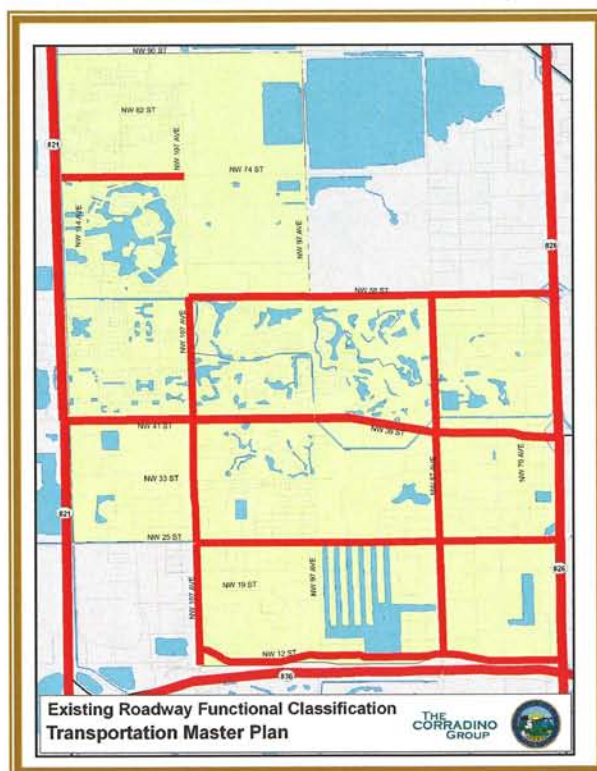 NW 90 ST
NW 82 ST
821
NW 107 AVE
NW 74 ST
NW 114 AVE
NW 97 AVE
826
NW 58 ST
NW 107 AVE
NW 41 ST
NW 36 ST
NW 33 ST
NW 87 AVE
NW 79 AVE
821
NW 25 ST
826
NW 19 ST
NW 97 AVE
NW 107 AVE
NW 12 ST
836
Existing Roadway Functional Classification
Transportation Master Plan
THE
CORRADINO
GROUP